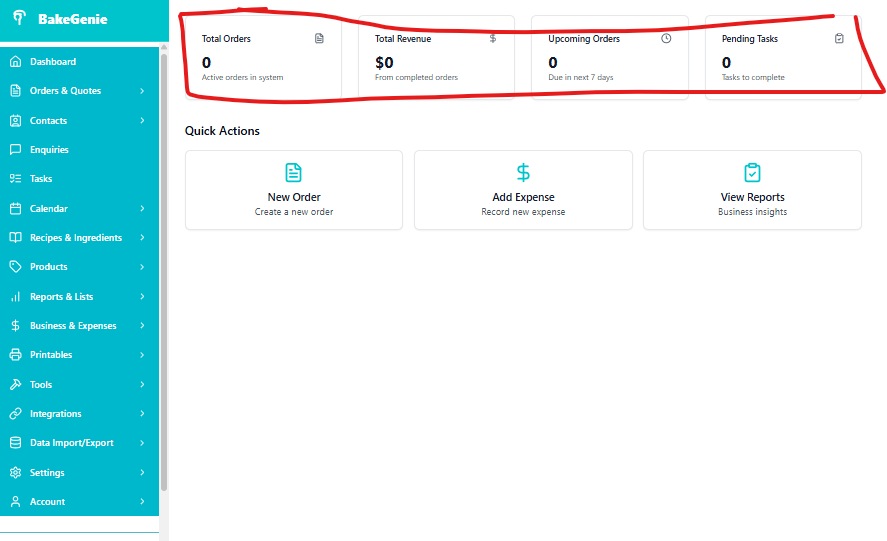 BakeGenie
Dashboard
Orders & Quotes
Contacts
Enquiries
Tasks
Calendar
Recipes & Ingredients
Products
Reports & Lists
Business & Expenses
Printables
Tools
Integrations
Data Import/Export
Settings
Account
Total Orders
0
Active orders in system
Total Revenue
$0
From completed orders
Upcoming Orders
0
Due in next 7 days
Pending Tasks
0
Tasks to complete
Quick Actions
New Order
Create a new order
Add Expense
Record new expense
View Reports
Business insights